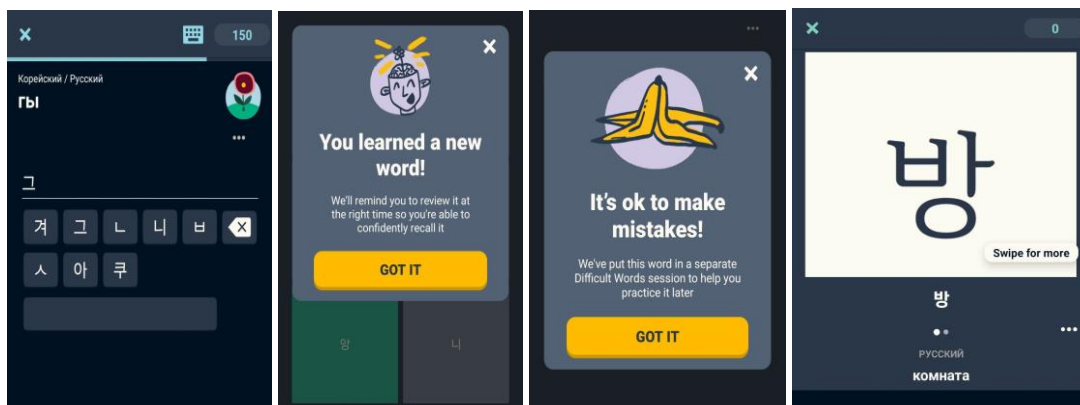 150
Корейский / Русский
гы
그
겨 그 ㄴ 니 ㅂ
ㅅ 아 쿠
You learned a new
word!
We'll remind you to review it at
the right time so you're able to
confidently recall it
GOT IT
앙 니
It's ok to make
mistakes!
We've put this word in a separate
Difficult Words session to help you
practice it later
GOT IT
0
방
Swipe for more
방
РУССКИЙ
комната